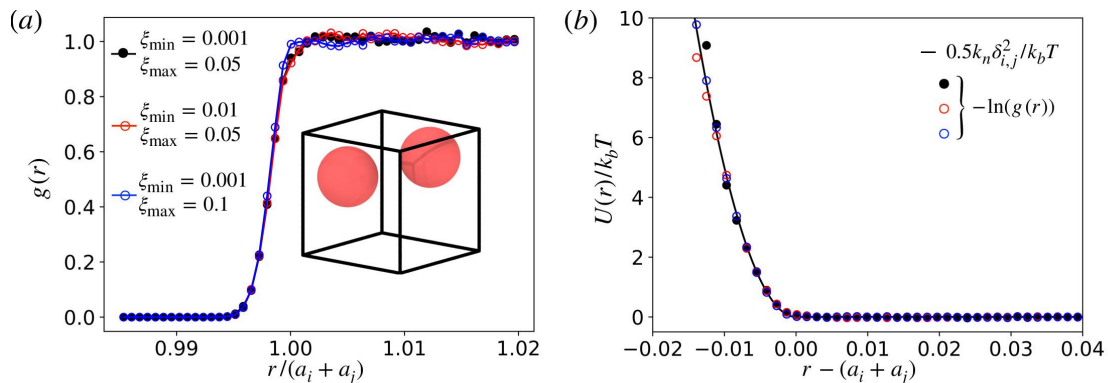 (a)
g(r)
1.0
0.8
0.6
0.4
0.2
0.0
ξmin = 0.001
ξmax = 0.05
ξmin = 0.01
ξmax = 0.05
ξmin = 0.001
ξmax = 0.1
0.99 1.00 1.01 1.02
r/(ai + aj)
(b)
U(r)/kbT
10
8
6
4
2
0
— 0.5knδ²i,j/kbT
−ln(g(r))
−0.02 −0.01 0.00 0.01 0.02 0.03 0.04
r − (ai + aj)